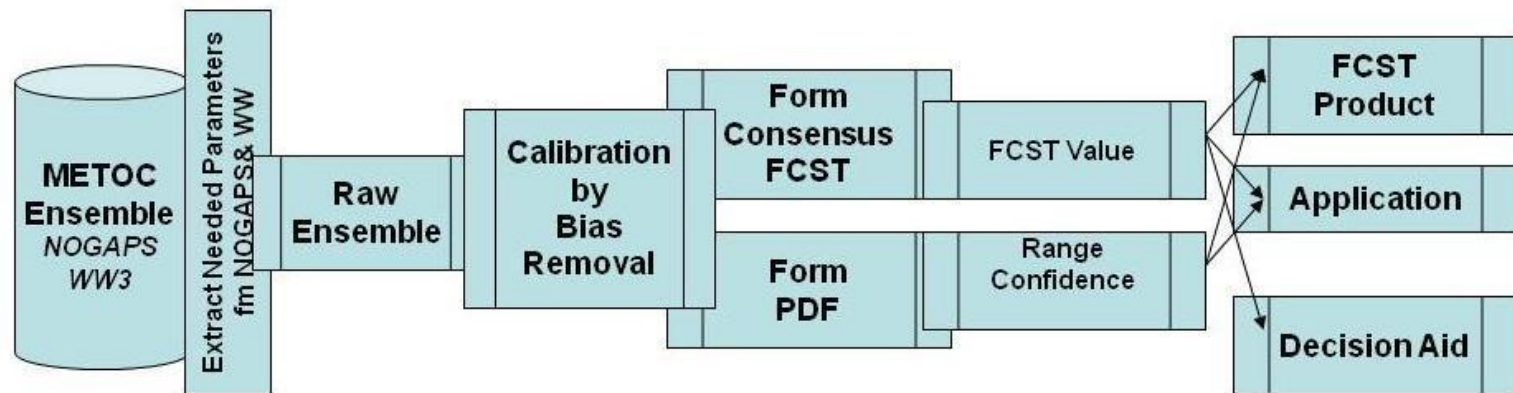 METOC
Ensemble
NOGAPS
WW3
Extract Needed Parameters
fm NOGAPS& WW
Raw
Ensemble
Calibration
by
Bias
Removal
Form
Consensus
FCST
FCST Value
Form
PDF
Range
Confidence
FCST
Product
Application
Decision Aid